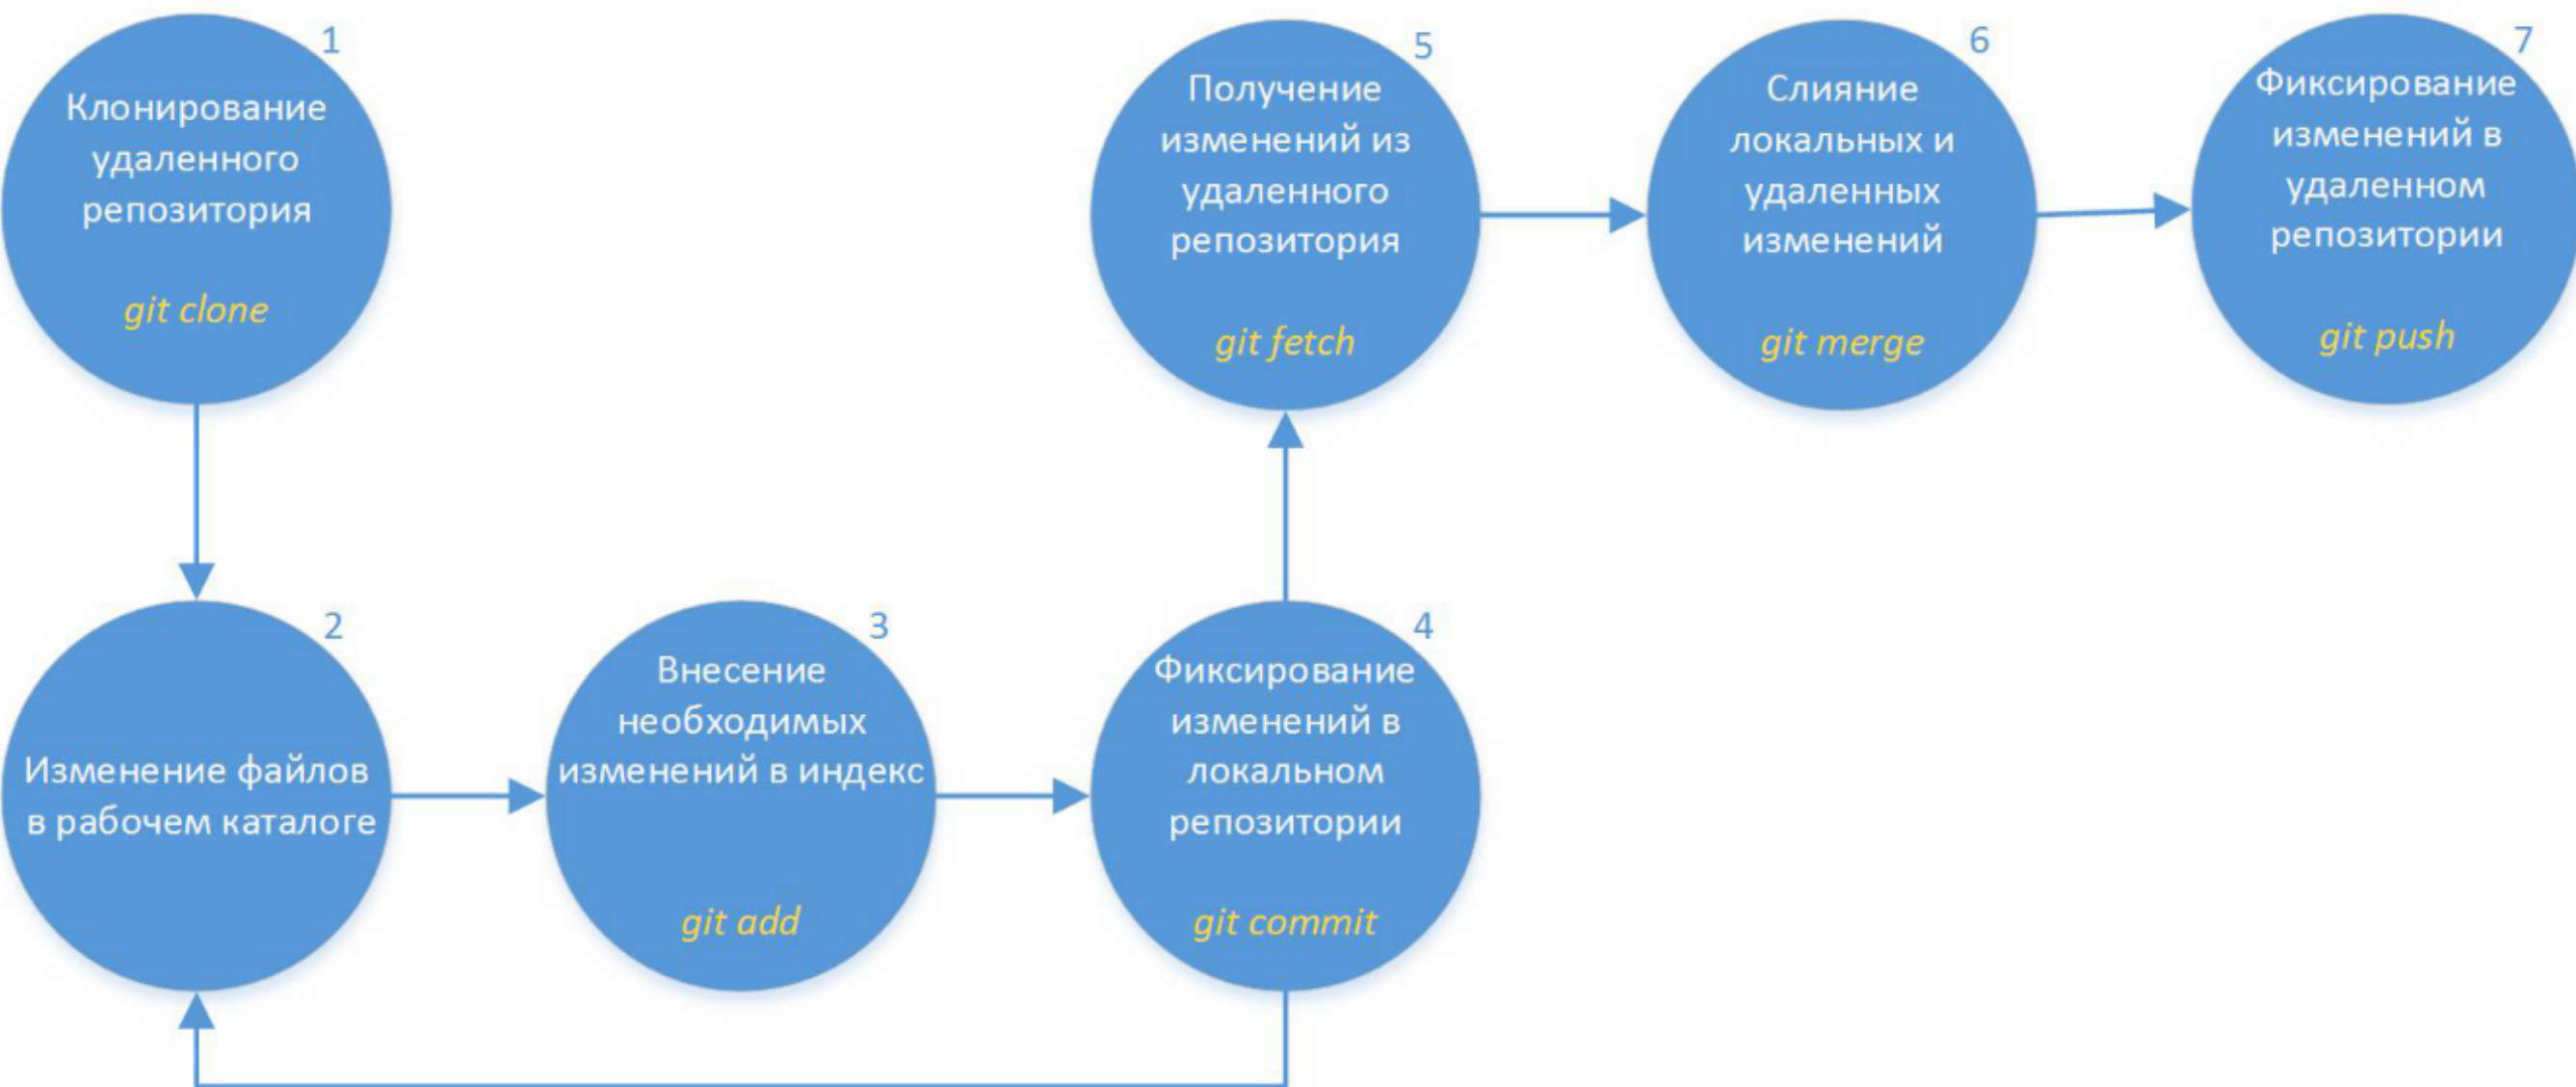 1
Клонирование
удаленного
репозитория
git clone
2
Изменение файлов
в рабочем каталоге
3
Внесение
необходимых
изменений в индекс
git add
4
Фиксирование
изменений в
локальном
репозитории
git commit
5
Получение
изменений из
удаленного
репозитория
git fetch
6
Слияние
локальных и
удаленных
изменений
git merge
7
Фиксирование
изменений в
удаленном
репозитории
git push